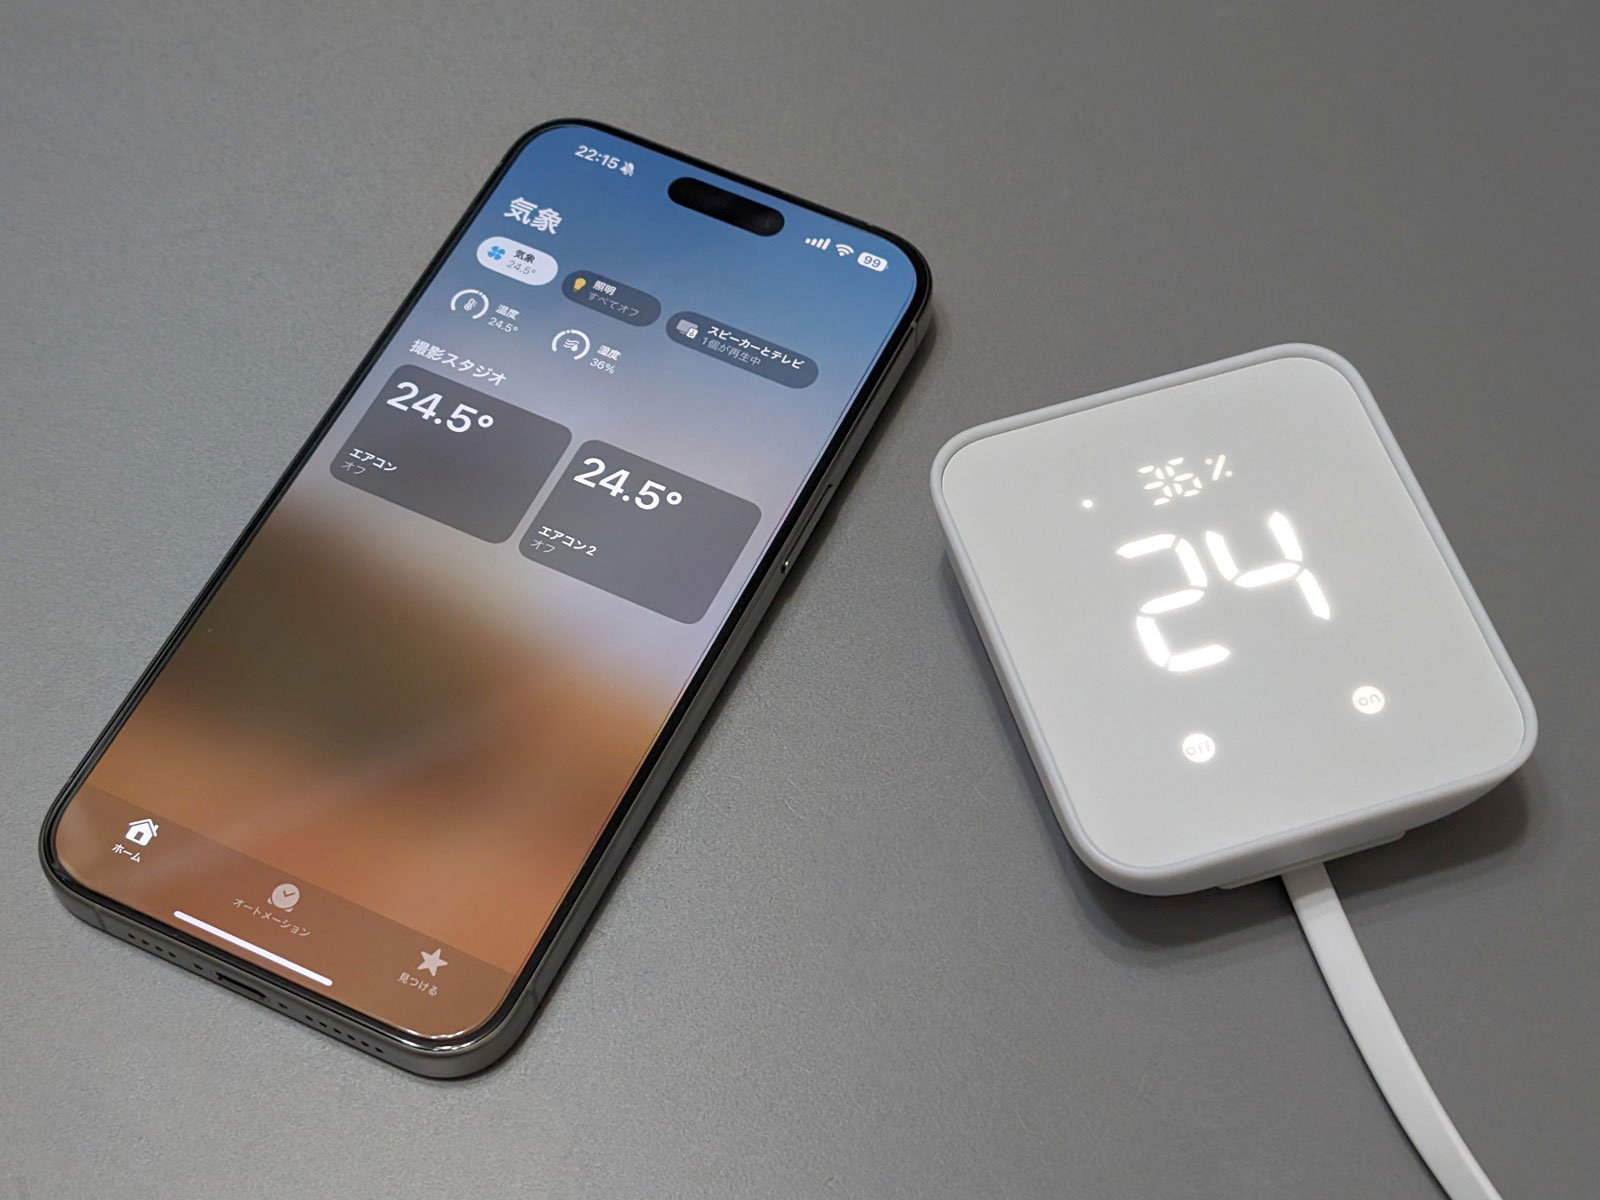 22:15
99
気象
気象
24.5°
照明
すべてオフ
スピーカーとテレビ
1個が再生中
温度
24.5°
湿度
36%
撮影スタジオ
24.5°
エアコン
オフ
24.5°
エアコン2
オフ
ホーム
オートメーション
見つける
36%
24
off
on